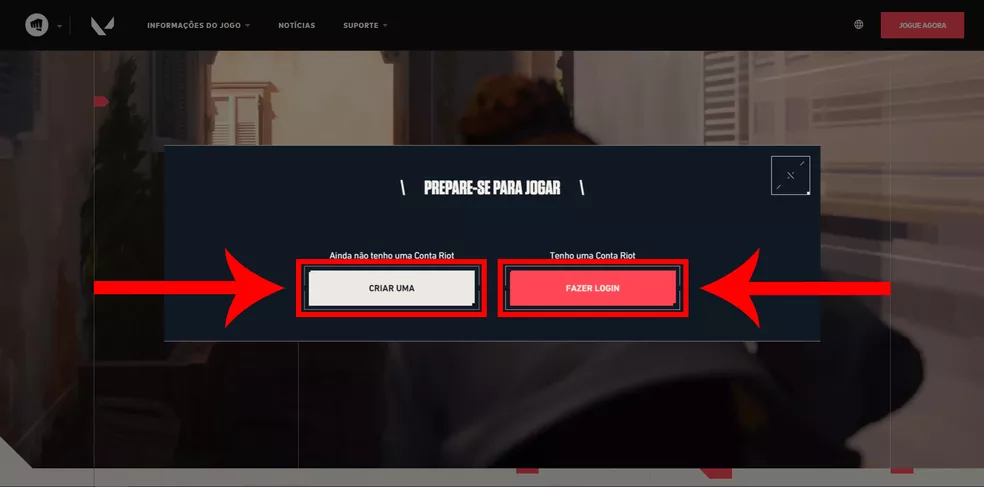 INFORMAÇÕES DO JOGO
NOTÍCIAS
SUPORTE
JOGUE AGORA
\ PREPARE-SE PARA JOGAR \
Ainda não tenho uma Conta Riot
Tenho uma Conta Riot
CRIAR UMA
FAZER LOGIN